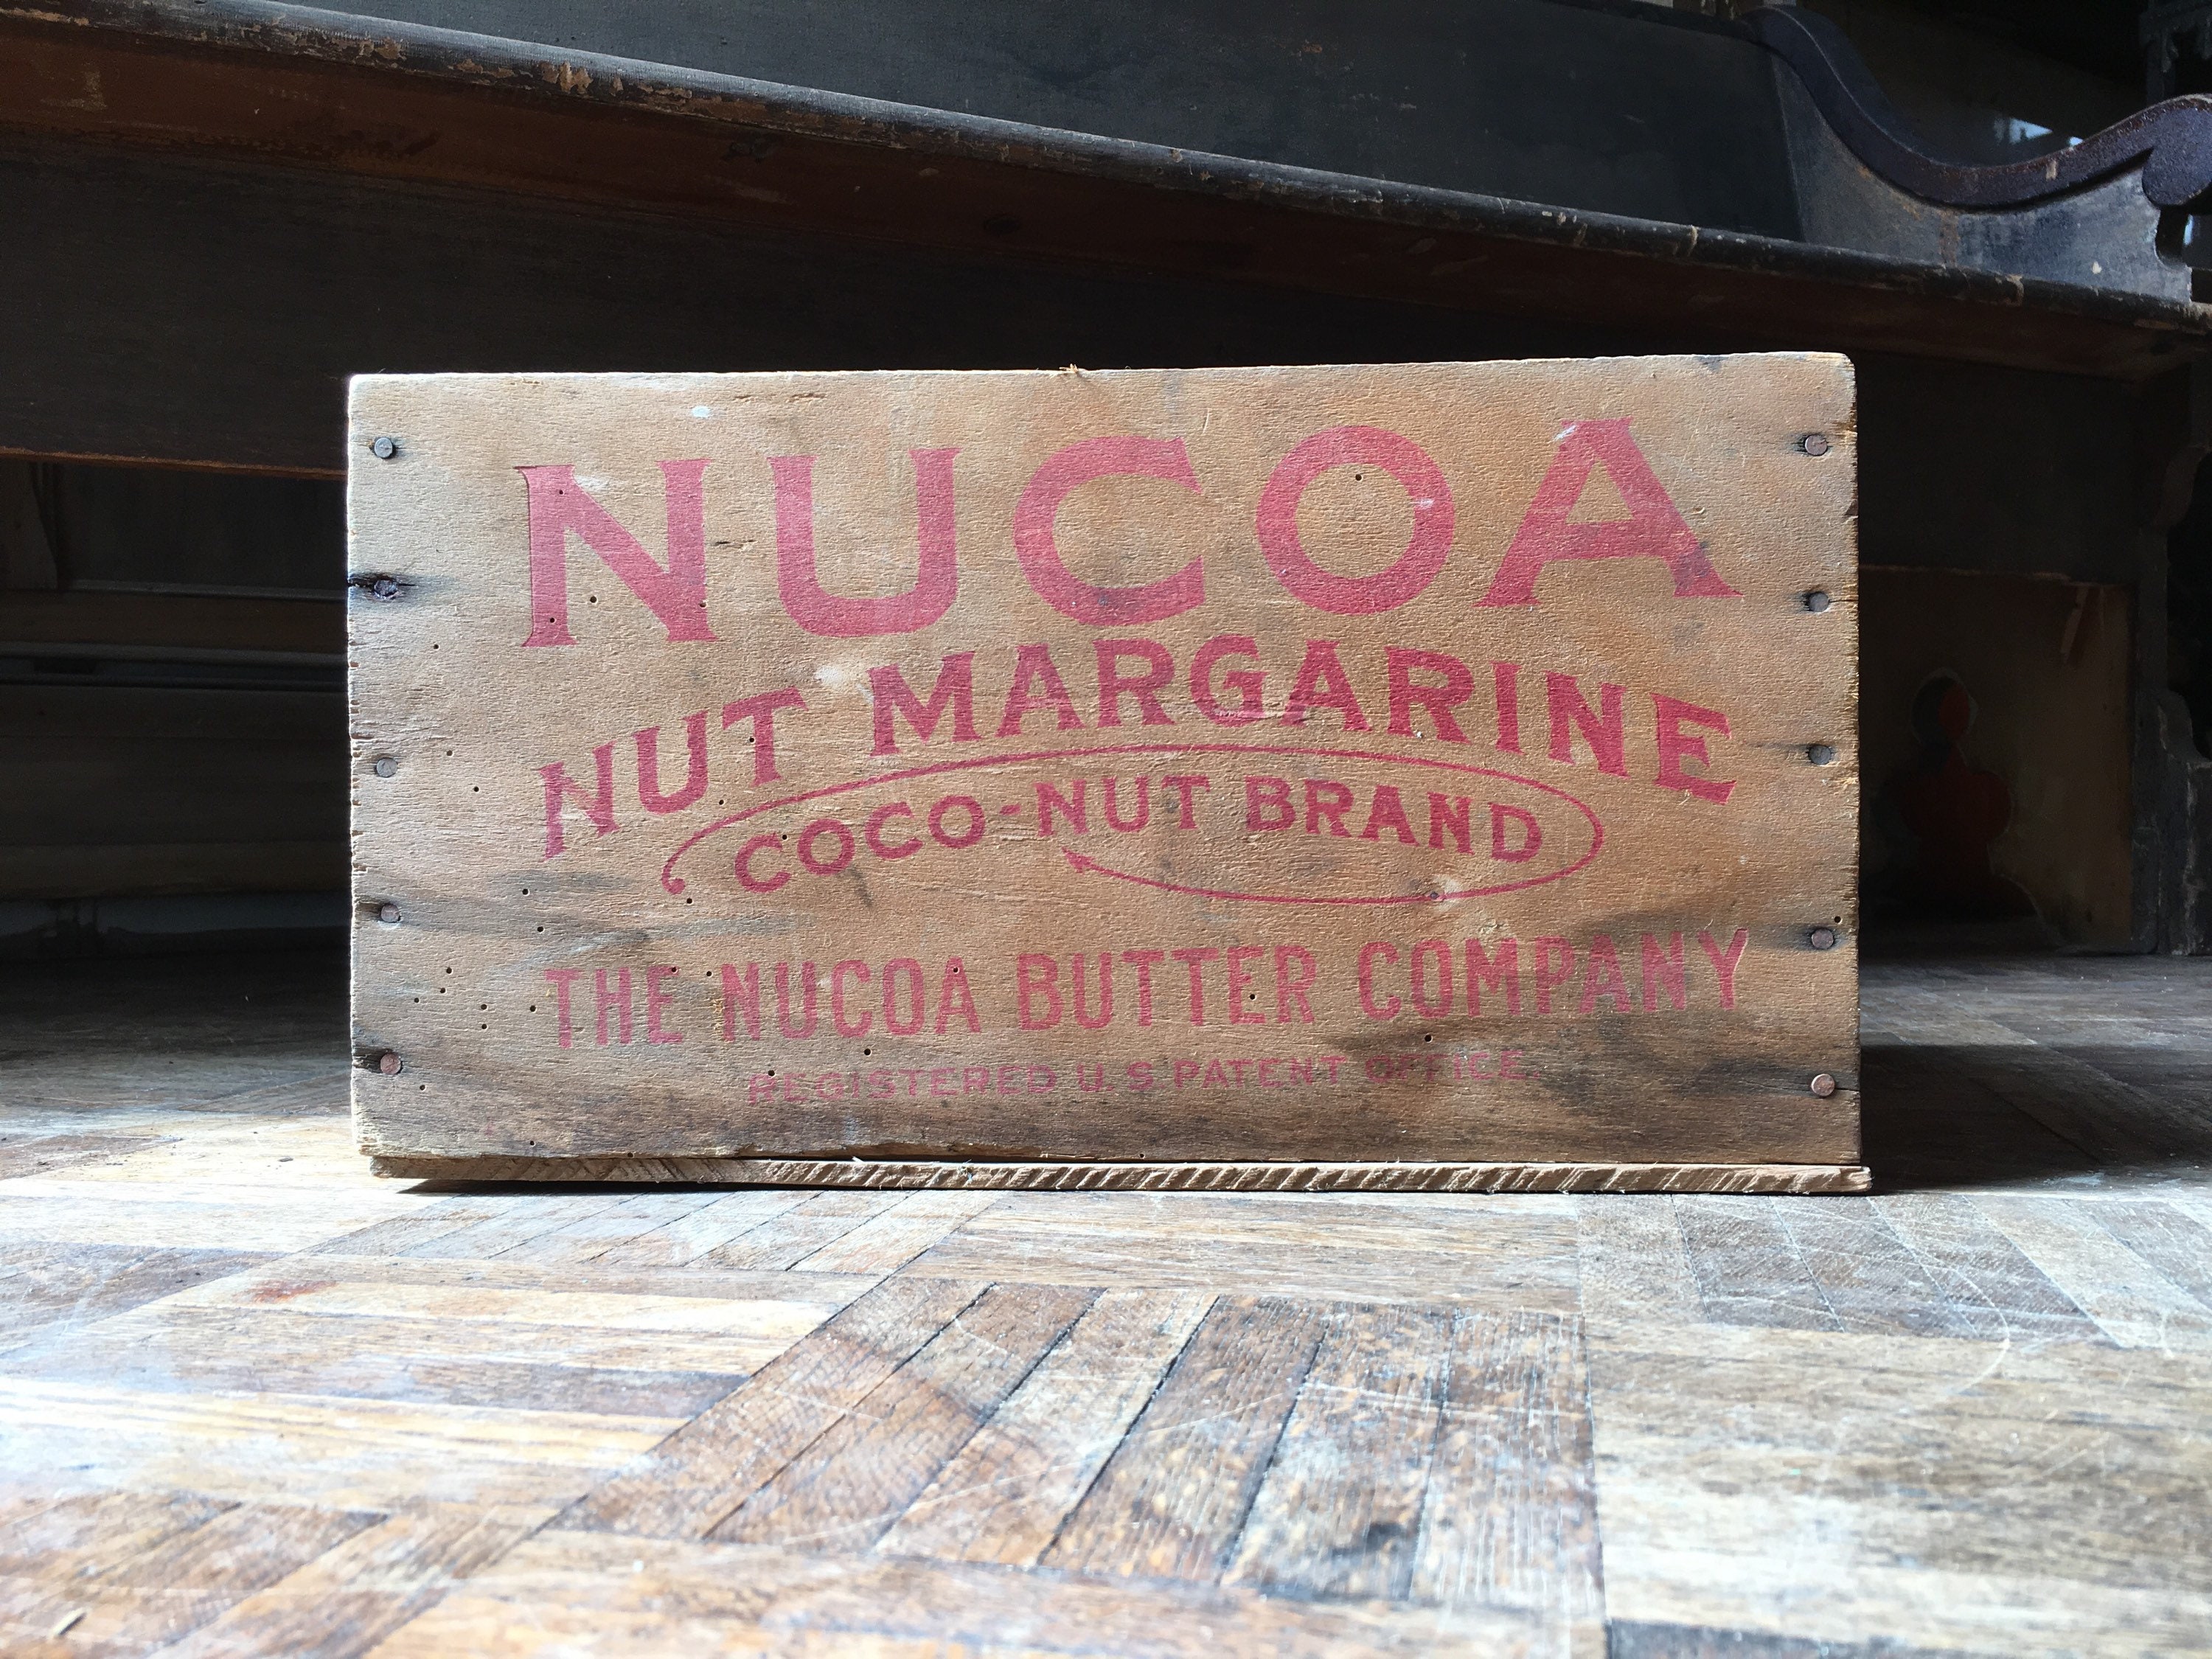 NUCOA
NUT MARGARINE
COCO-NUT BRAND
THE NUCOA BUTTER COMPANY
REGISTERED U.S PATENT OFFICE.